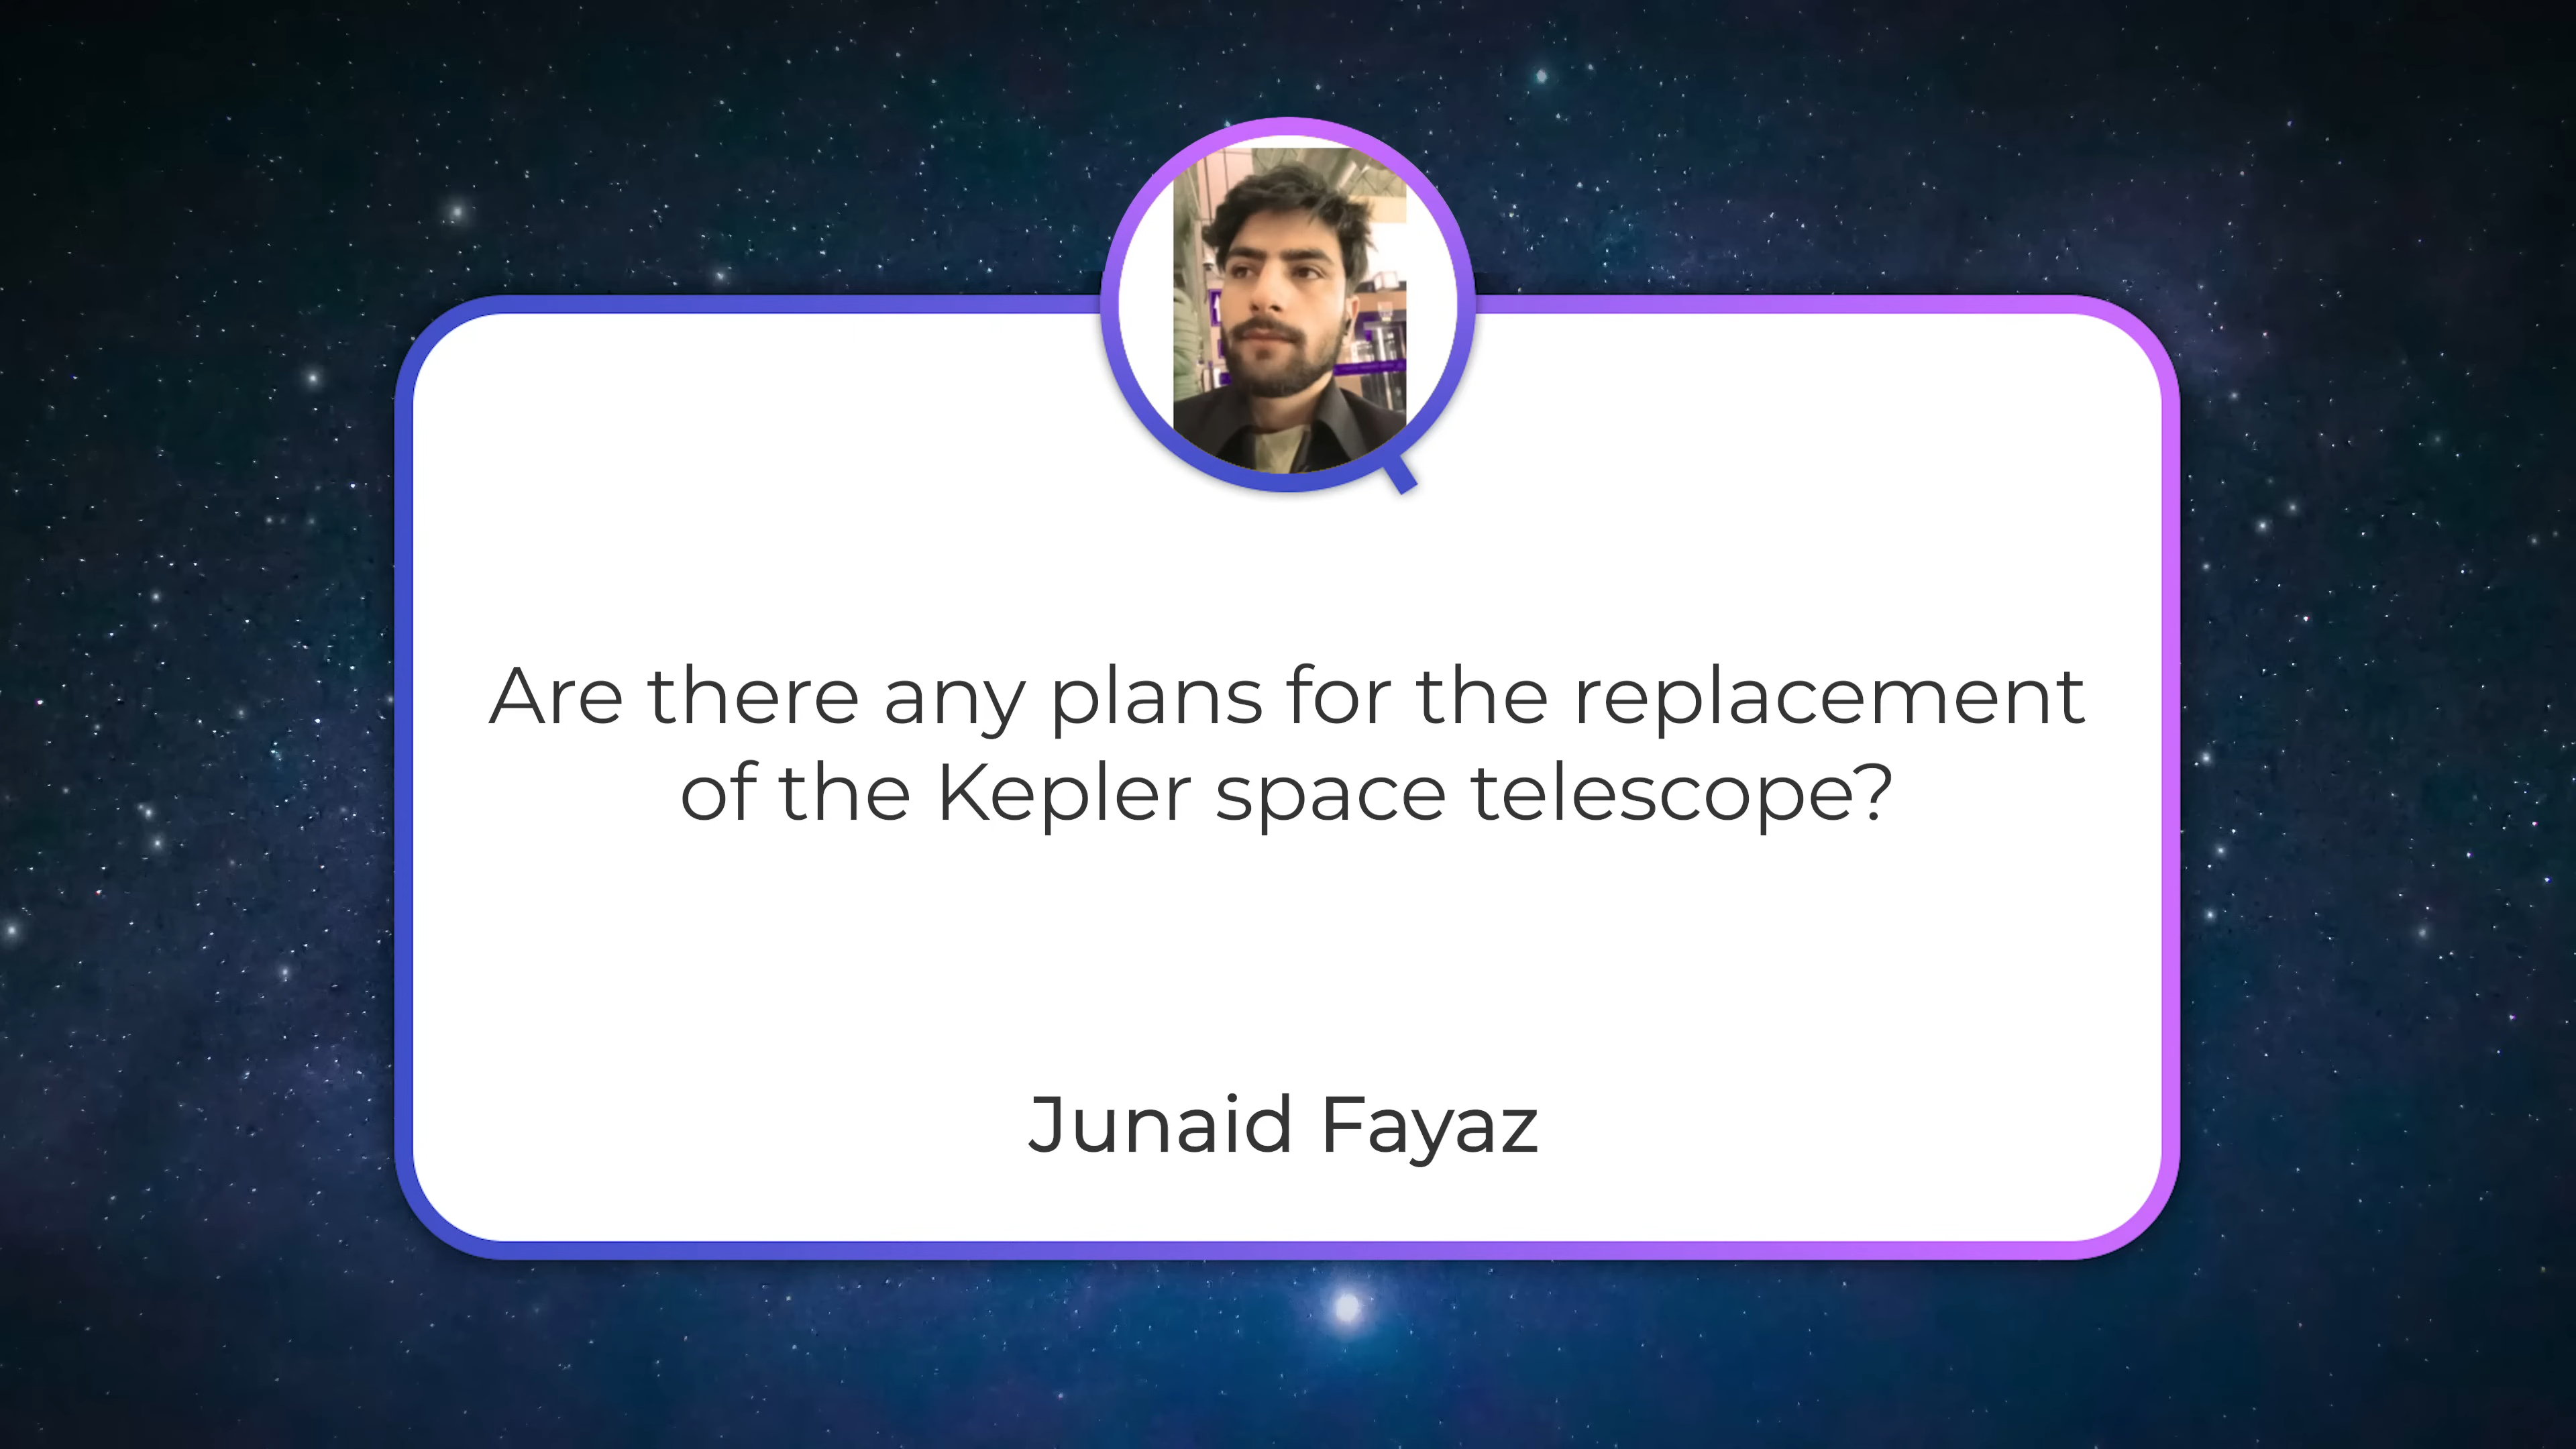 Are there any plans for the replacement
of the Kepler space telescope?
Junaid Fayaz